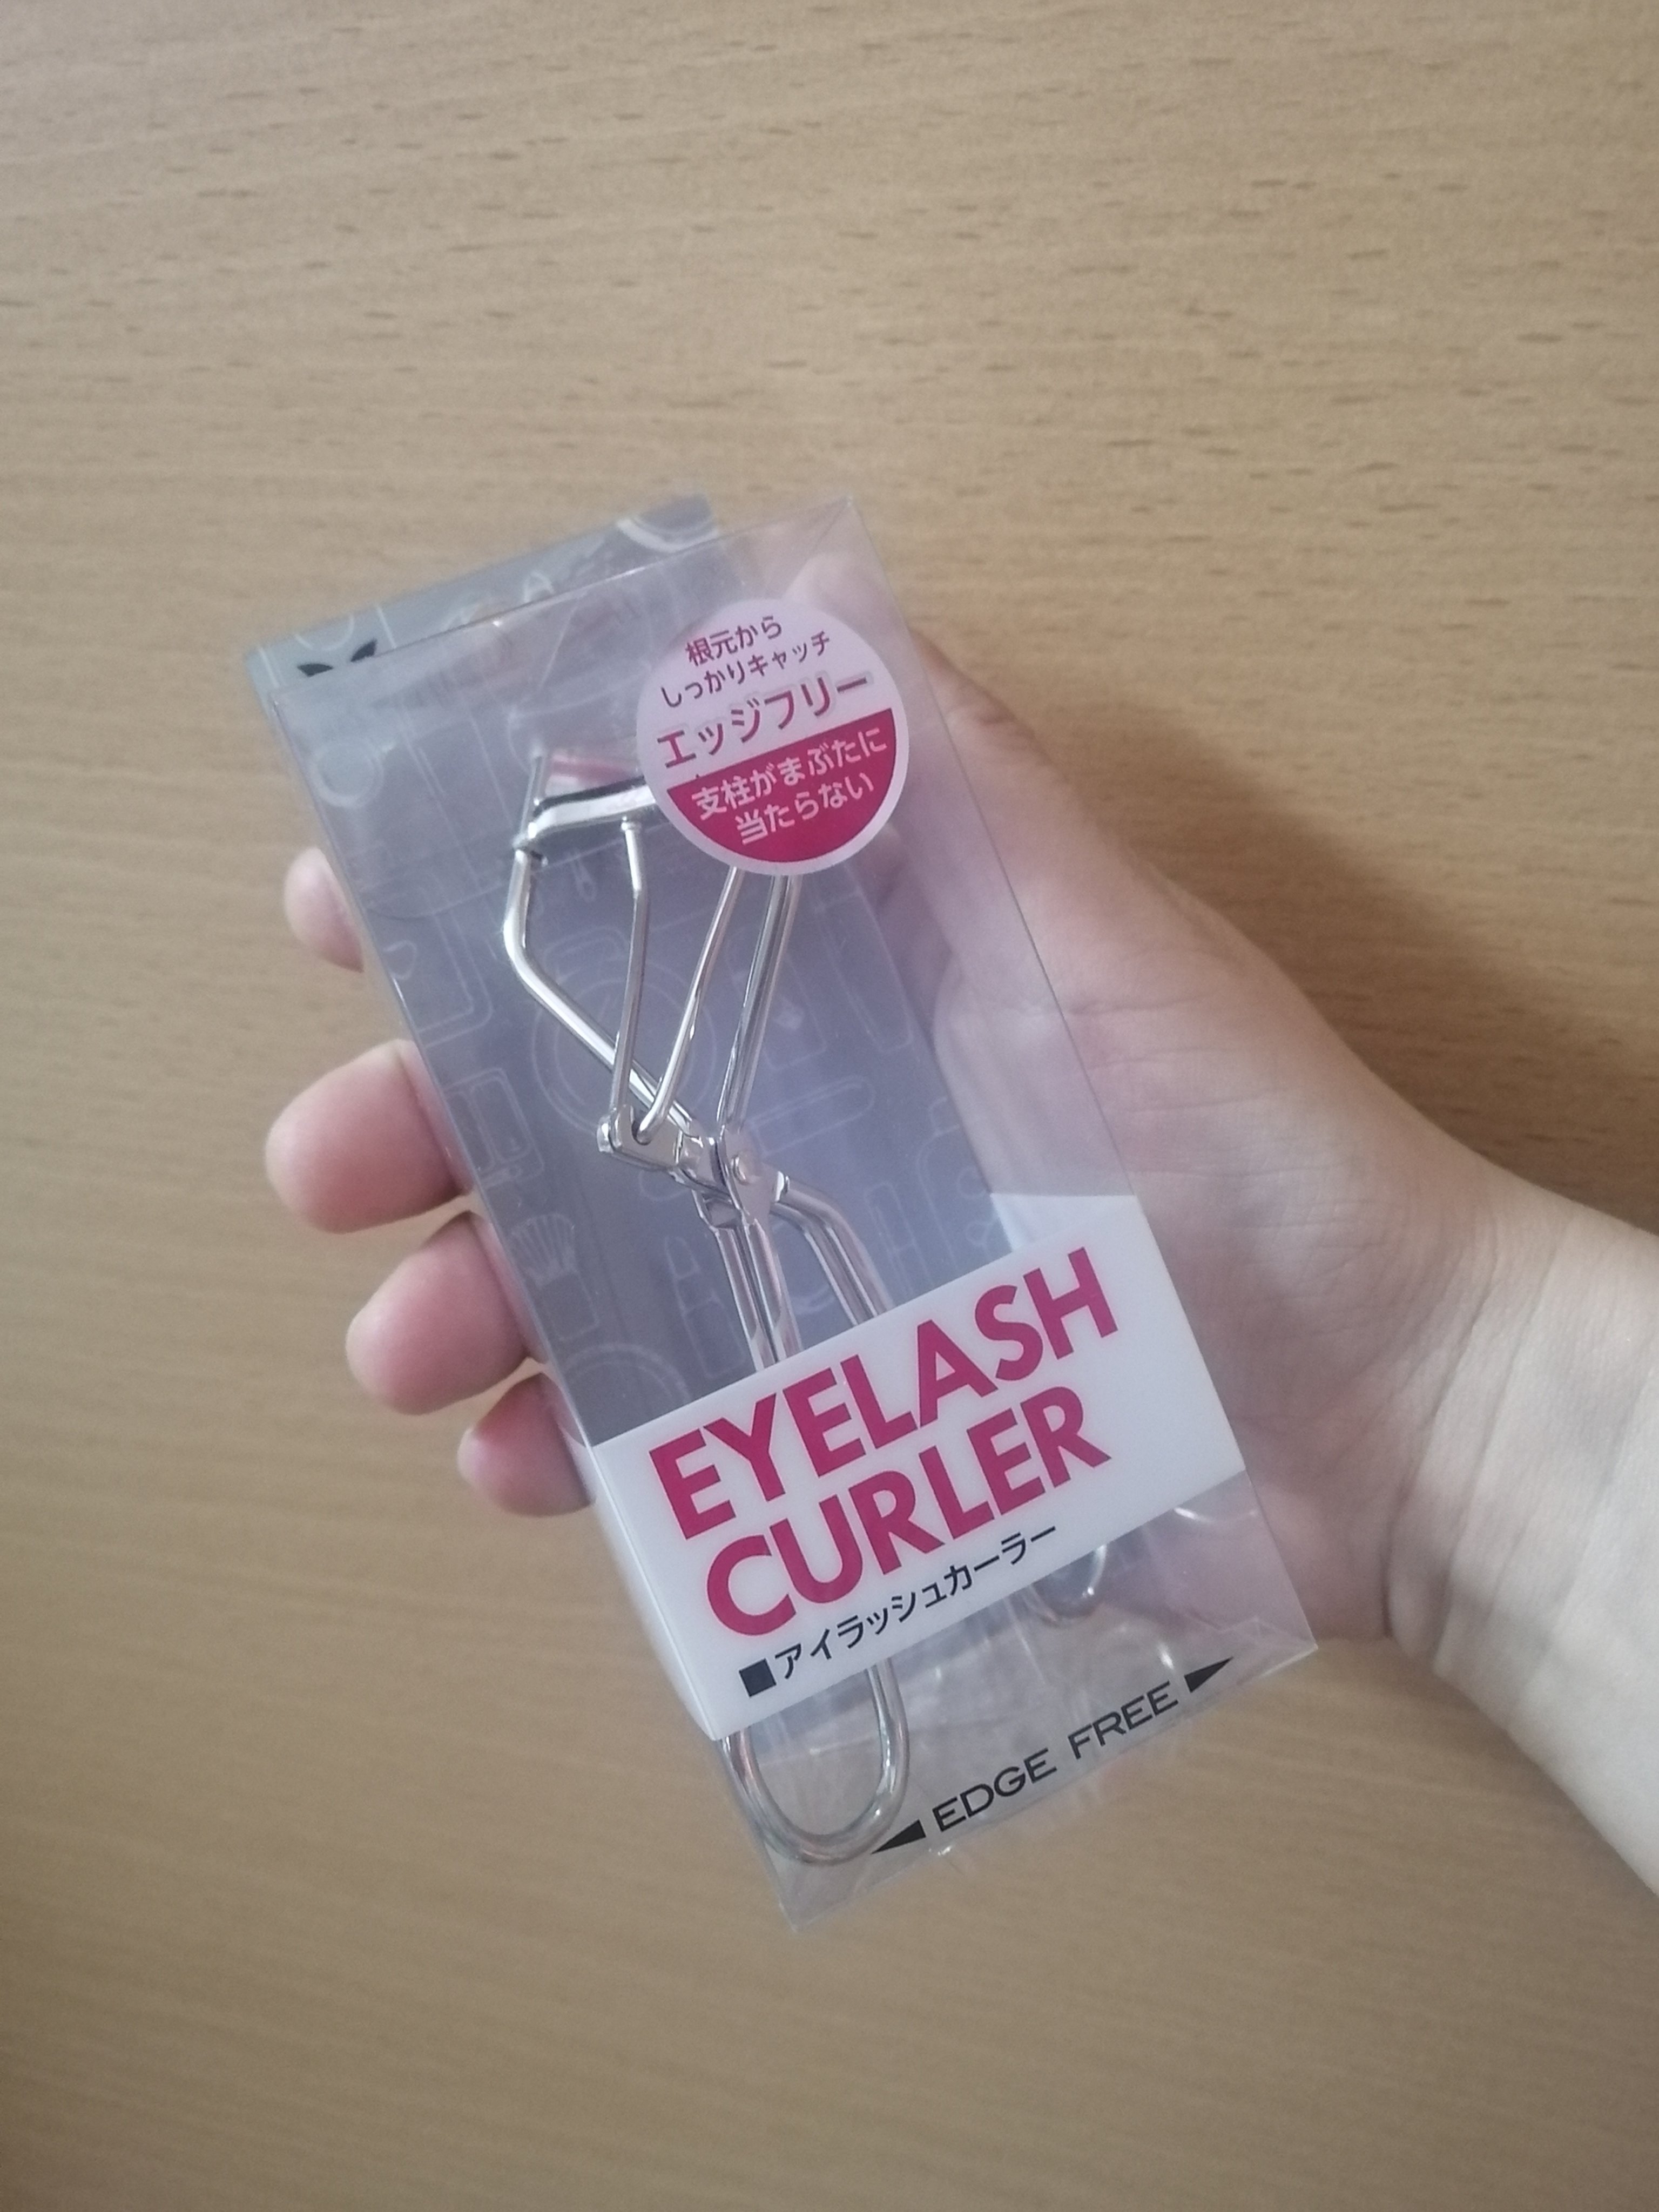 根元から
しっかりキャッチ
エッジフリー
支柱がまぶたに
当たらない
EYELASH
CURLER
■アイラッシュカーラー
◀EDGE FREE▶